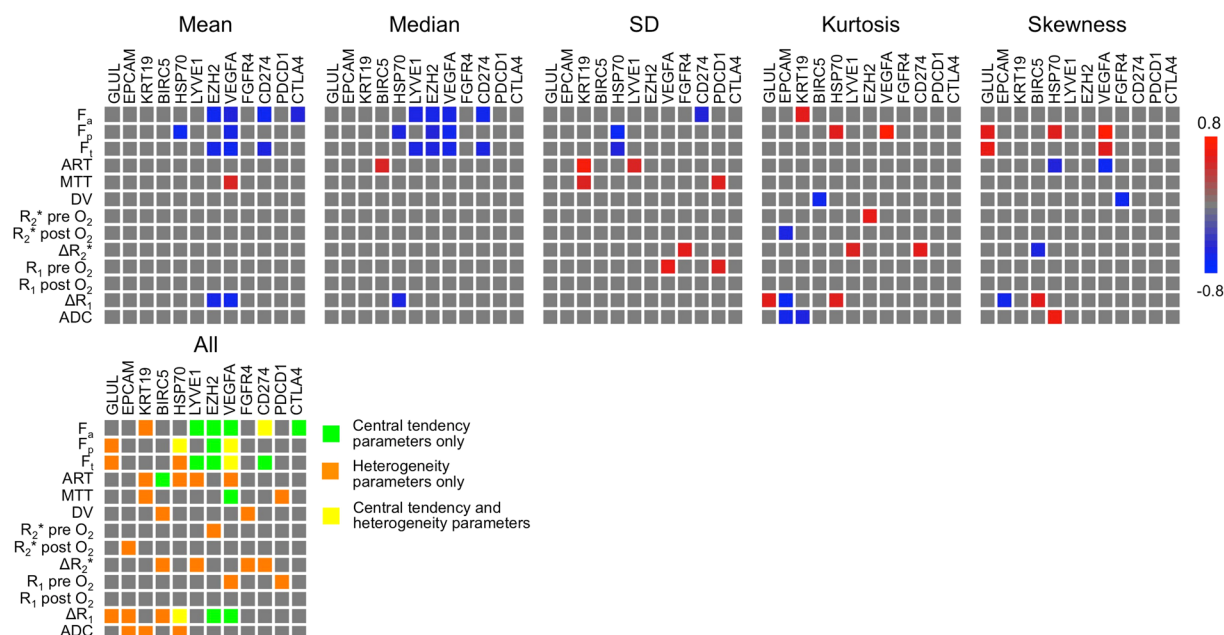 Mean Median SD Kurtosis Skewness
GLUL EPCAM KRT19 BIRC5 HSP70 LYVE1 EZH2 VEGFA FGFR4 CD274 PDCD1 CTLA4
GLUL EPCAM KRT19 BIRC5 HSP70 LYVE1 EZH2 VEGFA FGFR4 CD274 PDCD1 CTLA4
GLUL EPCAM KRT19 BIRC5 HSP70 LYVE1 EZH2 VEGFA FGFR4 CD274 PDCD1 CTLA4
GLUL EPCAM KRT19 BIRC5 HSP70 LYVE1 EZH2 VEGFA FGFR4 CD274 PDCD1 CTLA4
GLUL EPCAM KRT19 BIRC5 HSP70 LYVE1 EZH2 VEGFA FGFR4 CD274 PDCD1 CTLA4
Fa
Fp
Ft
ART
MTT
DV
R2* pre O2
R2* post O2
ΔR2*
R1 pre O2
R1 post O2
ΔR1
ADC
0.8
-0.8
All
GLUL EPCAM KRT19 BIRC5 HSP70 LYVE1 EZH2 VEGFA FGFR4 CD274 PDCD1 CTLA4
Fa
Fp
Ft
ART
MTT
DV
R2* pre O2
R2* post O2
ΔR2*
R1 pre O2
R1 post O2
ΔR1
ADC
Central tendency
parameters only
Heterogeneity
parameters only
Central tendency and
heterogeneity parameters